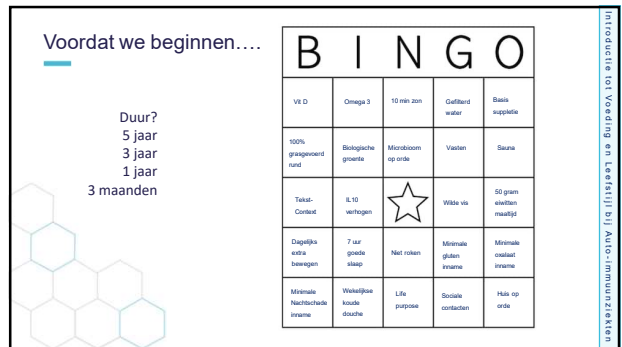 Voordat we beginnen….
Duur?
5 jaar
3 jaar
1 jaar
3 maanden
B I N G O
Vit D
Omega 3
10 min zon
Gefilterd
water
Basis
suppletie
100%
grasgevoerd
rund
Biologische
groente
Microbioom
op orde
Vasten
Sauna
Tekst-
Context
IL10
verhogen
Wilde vis
50 gram
eiwitten
maaltijd
Dagelijks
extra
bewegen
7 uur
goede
slaap
Niet roken
Minimale
gluten
inname
Minimale
oxalaat
inname
Minimale
Nachtschade
inname
Wekelijkse
koude
douche
Life
purpose
Sociale
contacten
Huis op
orde
Introductie tot Voeding en Leefstijl bij Auto-immuunziekten